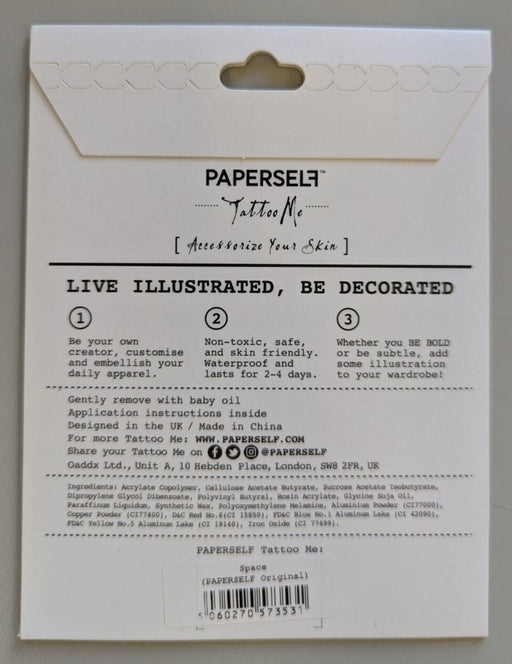 PAPERSELF™
Tattoo Me
[ Accessorize Your Skin ]
LIVE ILLUSTRATED, BE DECORATED
1
Be your own
creator, customise
and embellish your
daily apparel.
2
Non-toxic, safe,
and skin friendly.
Waterproof and
lasts for 2-4 days.
3
Whether you BE BOLD
or be subtle, add
some illustration
to your wardrobe!
Gently remove with baby oil
Application instructions inside
Designed in the UK / Made in China
For more Tattoo Me: WWW.PAPERSELF.COM
Share your Tattoo Me on @PAPERSELF
Oaddx Ltd., Unit A, 10 Hebden Place, London, SW8 2FR, UK
Ingredients: Acrylate Copolymer, Cellulose Acetate Butyrate, Sucrose Acetate Isobutyrate,
Dipropylene Glycol Dibenzoate, Polyvinyl Butyral, Rosin Acrylate, Glycine Soja Oil,
Paraffinum Liquidum, Synthetic Wax, Polyoxymethylene Melamine, Aluminium Powder (CI77000),
Copper Powder (CI77400), D&C Red No.6(CI 15850), FD&C Blue No.1 Aluminum Lake (CI 42090),
FD&C Yellow No.5 Aluminum Lake (CI 19140), Iron Oxide (CI 77499).
PAPERSELF Tattoo Me:
Space
(PAPERSELF Original)
5 060270 573531